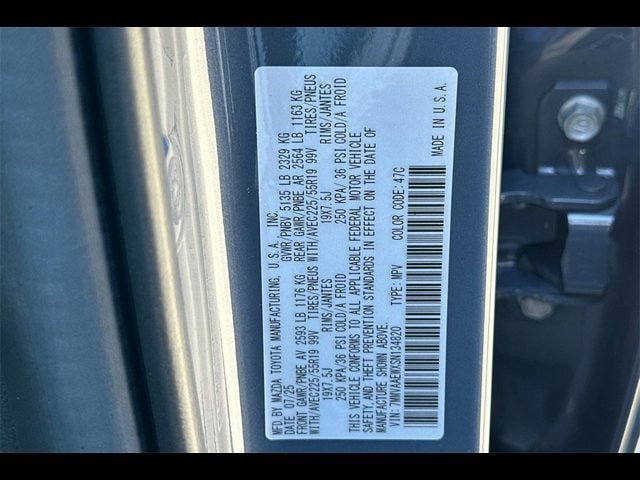 MFD. BY MAZDA TOYOTA MANUFACTURING, U.S.A., INC.
DATE: 07/25 GVWR/PNBV 5135 LB 2329 KG
FRONT GAWR/PNBE AV 2593 LB 1176 KG REAR GAWR/PNBE AR 2564 LB 1163 KG
WITH/AVEC225/55R19 99V TIRES/PNEUS WITH/AVEC225/55R19 99V TIRES/PNEUS
19X7.5J RIMS/JANTES 19X7.5J RIMS/JANTES
250 KPA/ 36 PSI COLD/A FROID 250 KPA/ 36 PSI COLD/A FROID
THIS VEHICLE CONFORMS TO ALL APPLICABLE FEDERAL MOTOR VEHICLE
SAFETY AND THEFT PREVENTION STANDARDS IN EFFECT ON THE DATE OF
MANUFACTURE SHOWN ABOVE.
TYPE: MPV COLOR CODE: 47C
MADE IN U.S.A.